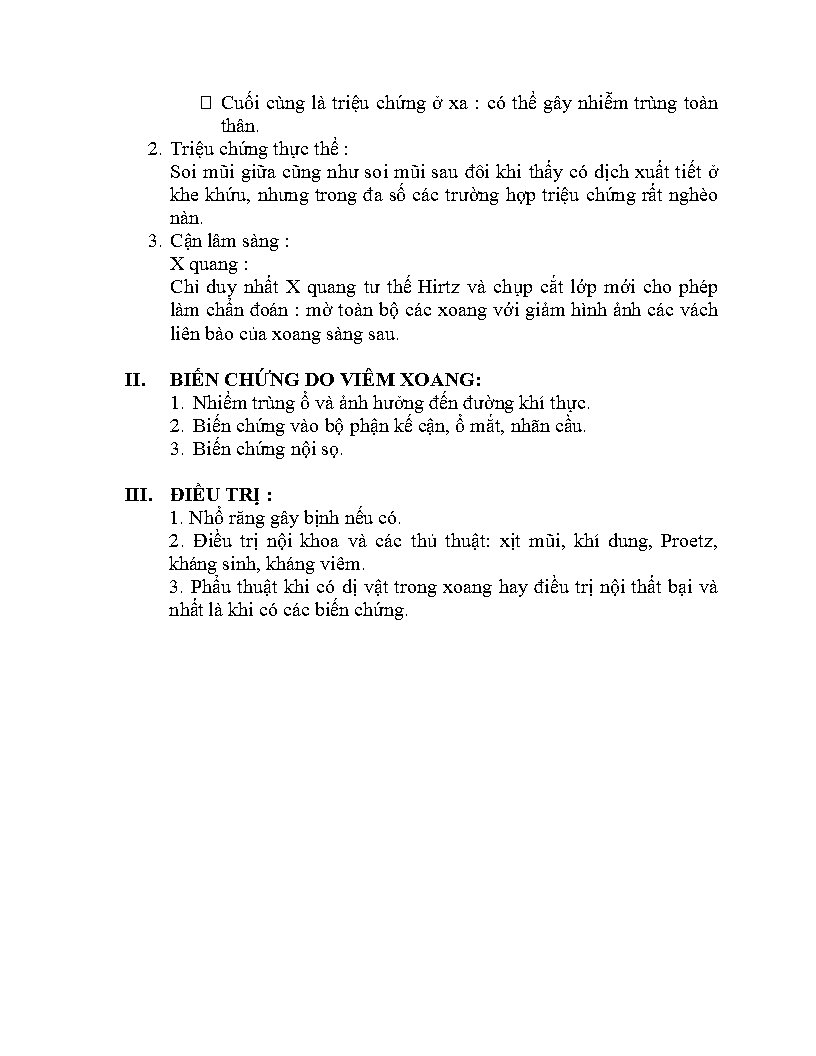 □ Cuối cùng là triệu chứng ở xa : có thể gây nhiễm trùng toàn
thân.
2. Triệu chứng thực thể :
Soi mũi giữa cũng như soi mũi sau đôi khi thấy có dịch xuất tiết ở
khe khứu, nhưng trong đa số các trường hợp triệu chứng rất nghèo
nàn.
3. Cận lâm sàng :
X quang :
Chỉ duy nhất X quang tư thế Hirtz và chụp cắt lớp mới cho phép
làm chẩn đoán : mờ toàn bộ các xoang với giảm hình ảnh các vách
liên bào của xoang sàng sau.
II. BIẾN CHỨNG DO VIÊM XOANG:
1. Nhiểm trùng ổ và ảnh hưởng đến đường khí thực.
2. Biến chứng vào bộ phận kế cận, ổ mắt, nhãn cầu.
3. Biến chứng nội sọ.
III. ĐIỀU TRỊ :
1. Nhổ răng gây bịnh nếu có.
2. Điều trị nội khoa và các thủ thuật: xịt mũi, khí dung, Proetz,
kháng sinh, kháng viêm.
3. Phẩu thuật khi có dị vật trong xoang hay điều trị nội thất bại và
nhất là khi có các biến chứng.